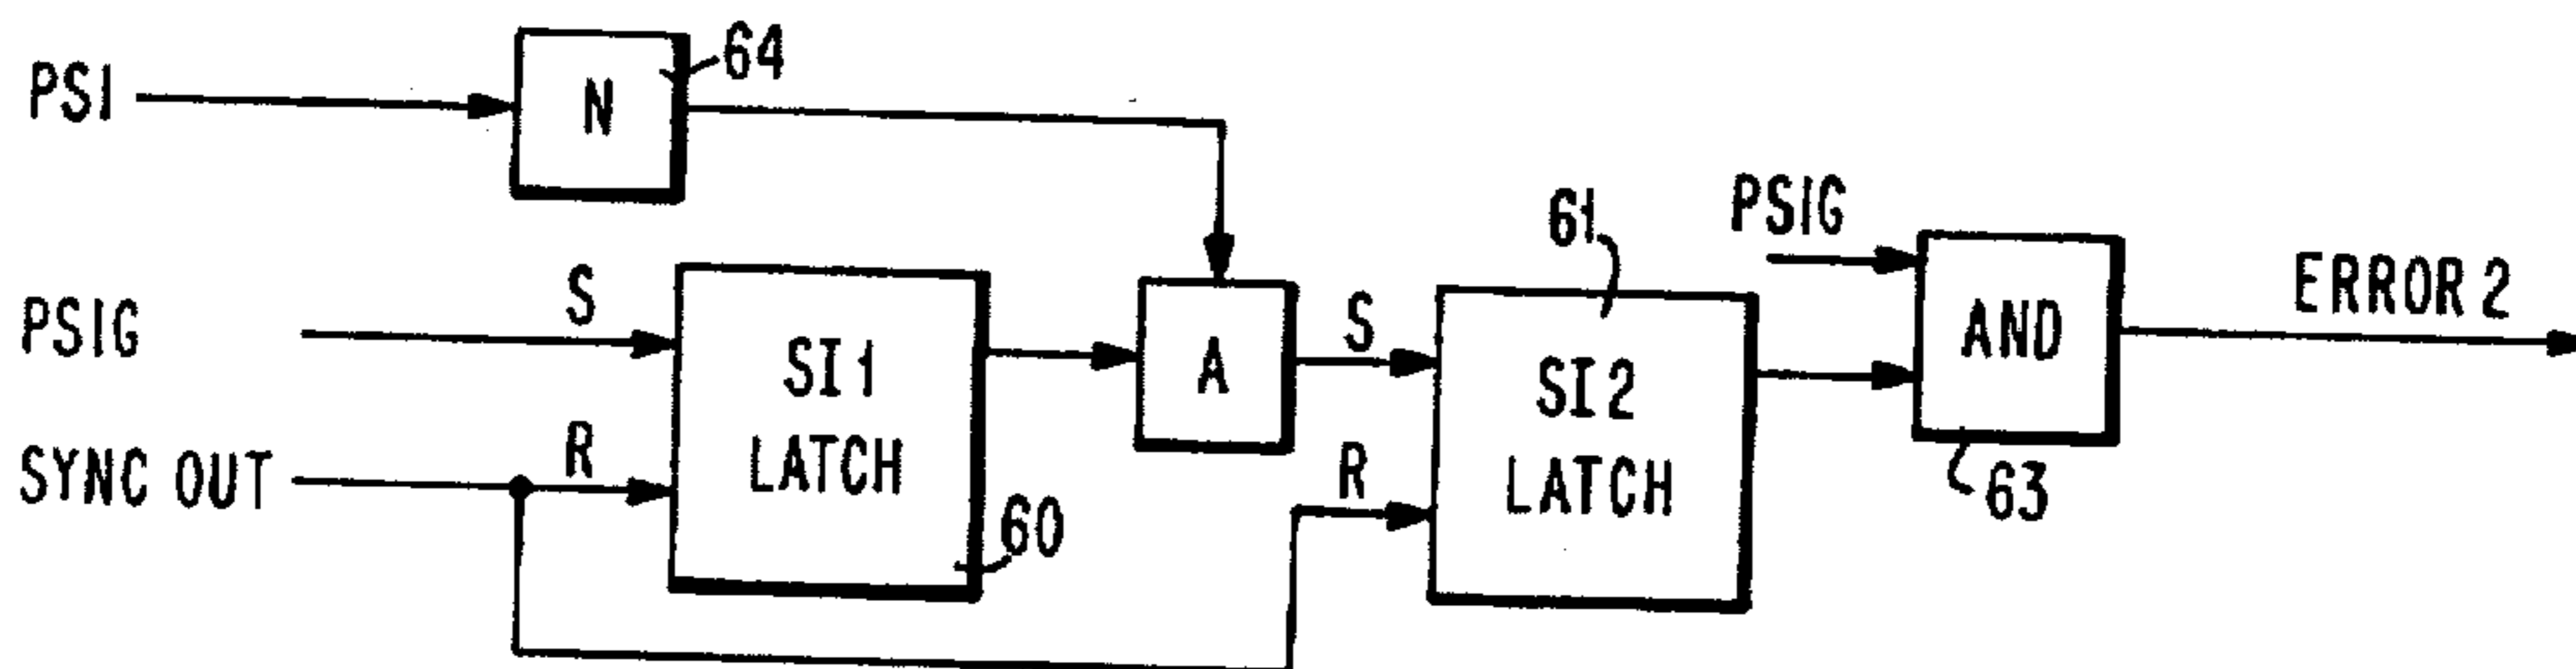 PSI
N
64
PSIG
S
SYNC OUT
R
SI1
LATCH
60
A
S
R
61
SI2
LATCH
PSIG
AND
63
ERROR 2